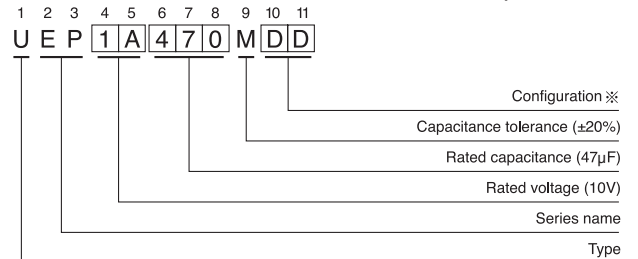 1 2 3 4 5 6 7 8 9 10 11
U E P 1 A 4 7 0 M D D
Configuration ※
Capacitance tolerance (±20%)
Rated capacitance (47µF)
Rated voltage (10V)
Series name
Type